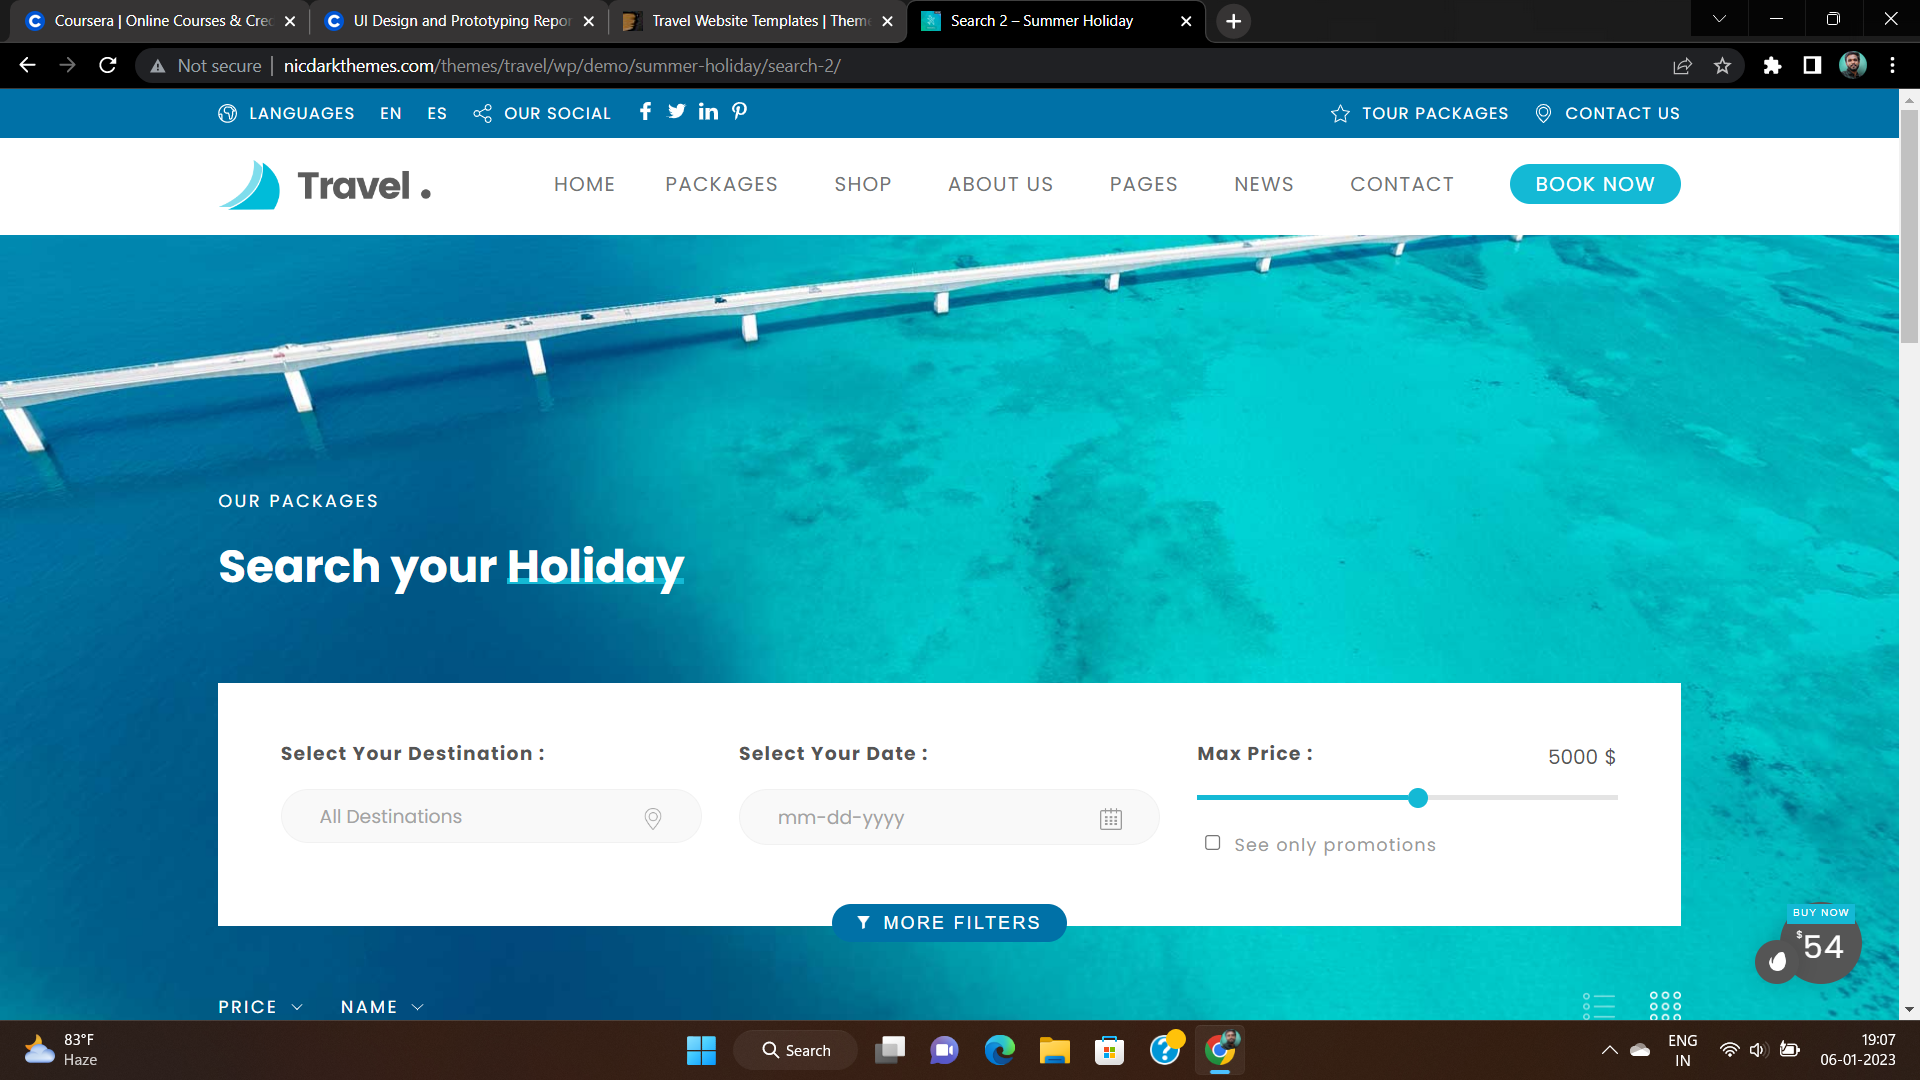 Coursera | Online Courses & Cre
UI Design and Prototyping Repor
Travel Website Templates | Them
Search 2 – Summer Holiday
Not secure
nicdarkthemes.com/themes/travel/wp/demo/summer-holiday/search-2/
LANGUAGES EN ES OUR SOCIAL
TOUR PACKAGES CONTACT US
Travel .
HOME PACKAGES SHOP ABOUT US PAGES NEWS CONTACT BOOK NOW
OUR PACKAGES
Search your Holiday
Select Your Destination :
All Destinations
Select Your Date :
mm-dd-yyyy
Max Price : 5000 $
See only promotions
MORE FILTERS
BUY NOW
$54
PRICE NAME
83°F
Haze
Search
ENG
IN
19:07
06-01-2023